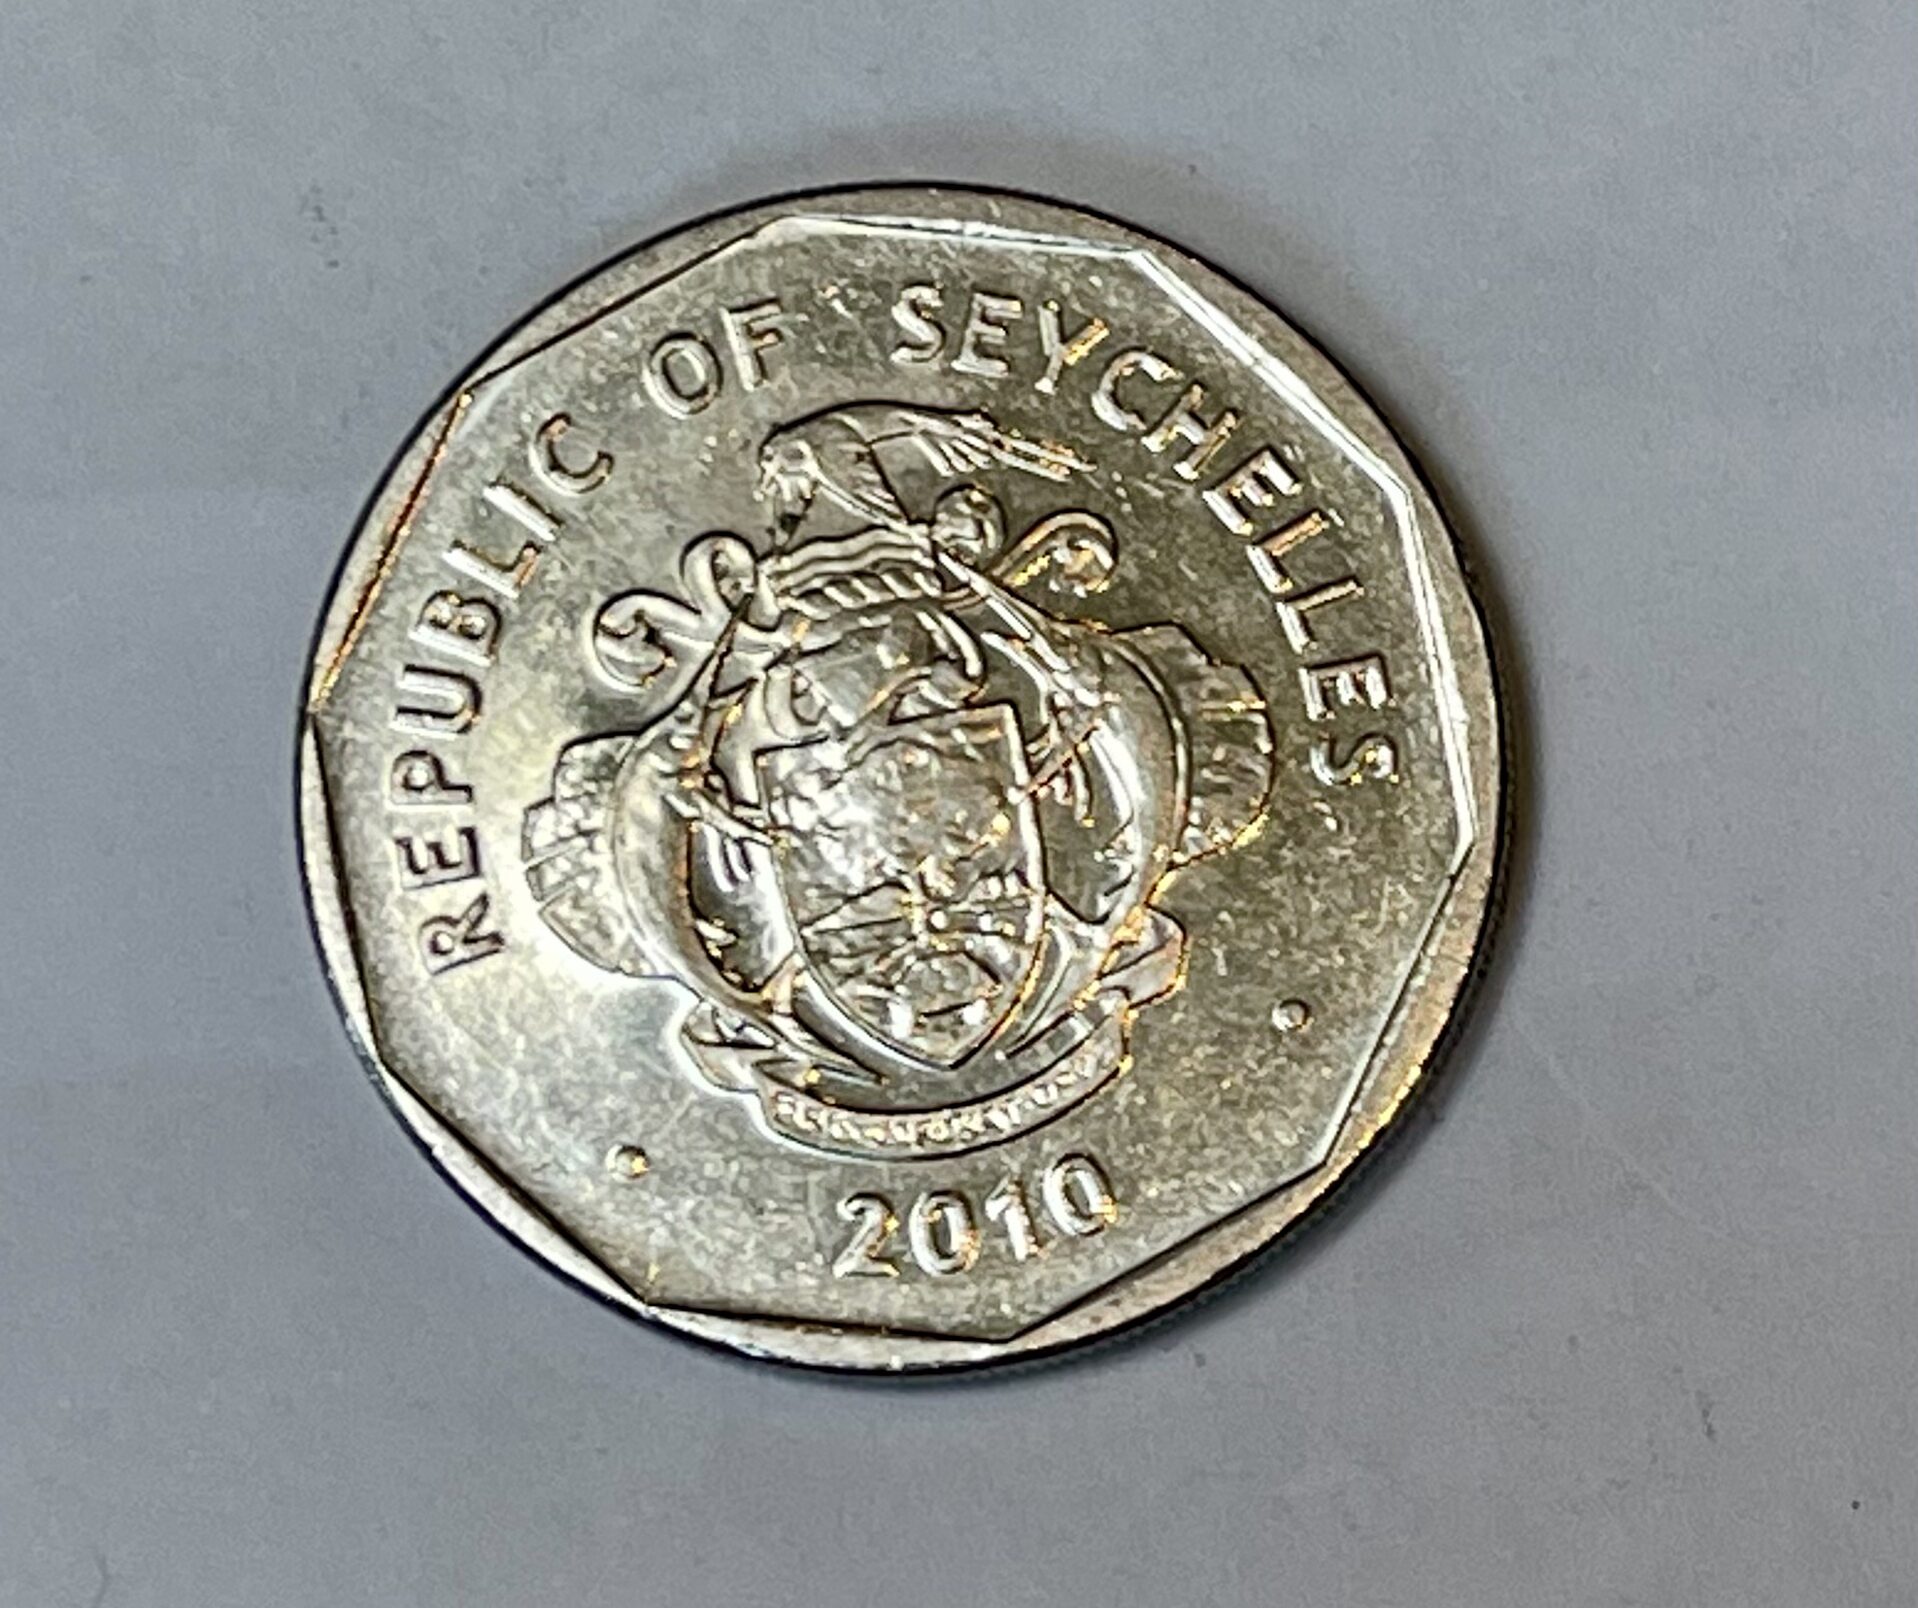 REPUBLIC OF SEYCHELLES
2010